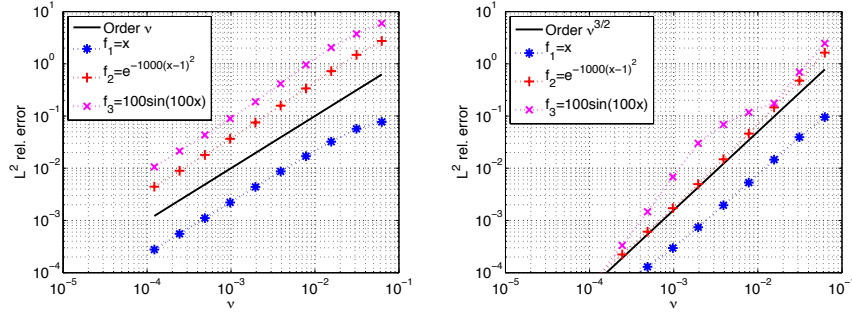 10^1
10^0
10^{-1}
10^{-2}
10^{-3}
10^{-4}
L^2 rel. error
Order ν
f_1=x
f_2=e^{-1000(x-1)^2}
f_3=100sin(100x)
10^{-5}
10^{-4}
10^{-3}
10^{-2}
10^{-1}
ν
10^1
10^0
10^{-1}
10^{-2}
10^{-3}
10^{-4}
L^2 rel. error
Order ν^{3/2}
f_1=x
f_2=e^{-1000(x-1)^2}
f_3=100sin(100x)
10^{-5}
10^{-4}
10^{-3}
10^{-2}
10^{-1}
ν